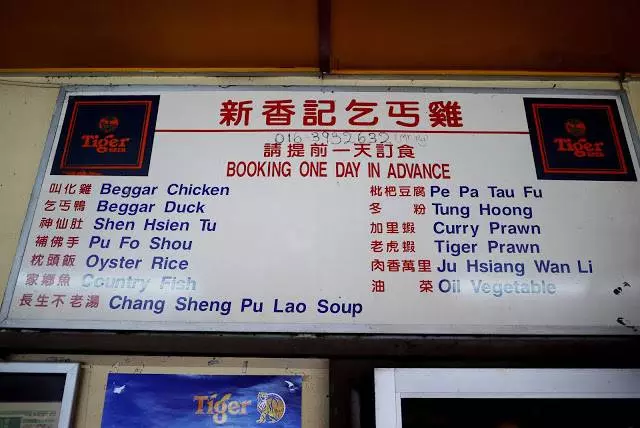 新香記乞丐雞
016-3932632
請提前一天訂食
BOOKING ONE DAY IN ADVANCE
Tiger
BEER
Tiger
BEER
叫化雞 Beggar Chicken
乞丐鴨 Beggar Duck
神仙肚 Shen Hsien Tu
補佛手 Pu Fo Shou
枕頭飯 Oyster Rice
家鄉魚 Country Fish
長生不老湯 Chang Sheng Pu Lao Soup
枇杷豆腐 Pe Pa Tau Fu
冬粉 Tung Hoong
加里蝦 Curry Prawn
老虎蝦 Tiger Prawn
肉香萬里 Ju Hsiang Wan Li
油菜 Oil Vegetable
Tiger